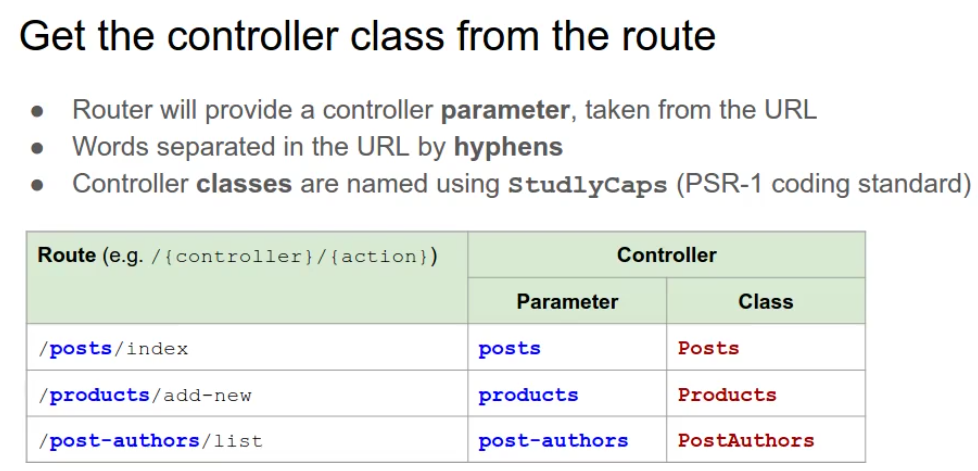 Get the controller class from the route
● Router will provide a controller parameter, taken from the URL
● Words separated in the URL by hyphens
● Controller classes are named using StudlyCaps (PSR-1 coding standard)
Route (e.g. /{controller}/{action}) Controller
Parameter Class
/posts/index posts Posts
/products/add-new products Products
/post-authors/list post-authors PostAuthors